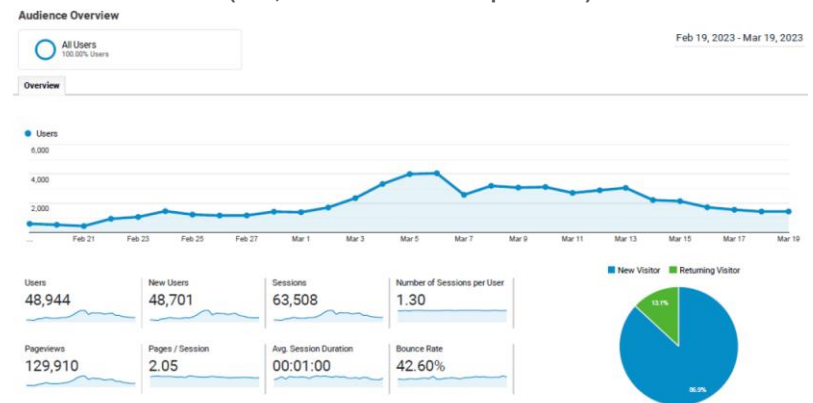 Audience Overview
All Users
100.00% Users
Feb 19, 2023 - Mar 19, 2023
Overview
Users
6,000
4,000
2,000
...
Feb 21
Feb 23
Feb 25
Feb 27
Mar 1
Mar 3
Mar 5
Mar 7
Mar 9
Mar 11
Mar 13
Mar 15
Mar 17
Mar 19
New Visitor
Returning Visitor
Users
48,944
New Users
48,701
Sessions
63,508
Number of Sessions per User
1.30
Pageviews
129,910
Pages / Session
2.05
Avg. Session Duration
00:01:00
Bounce Rate
42.60%
13.1%
86.9%